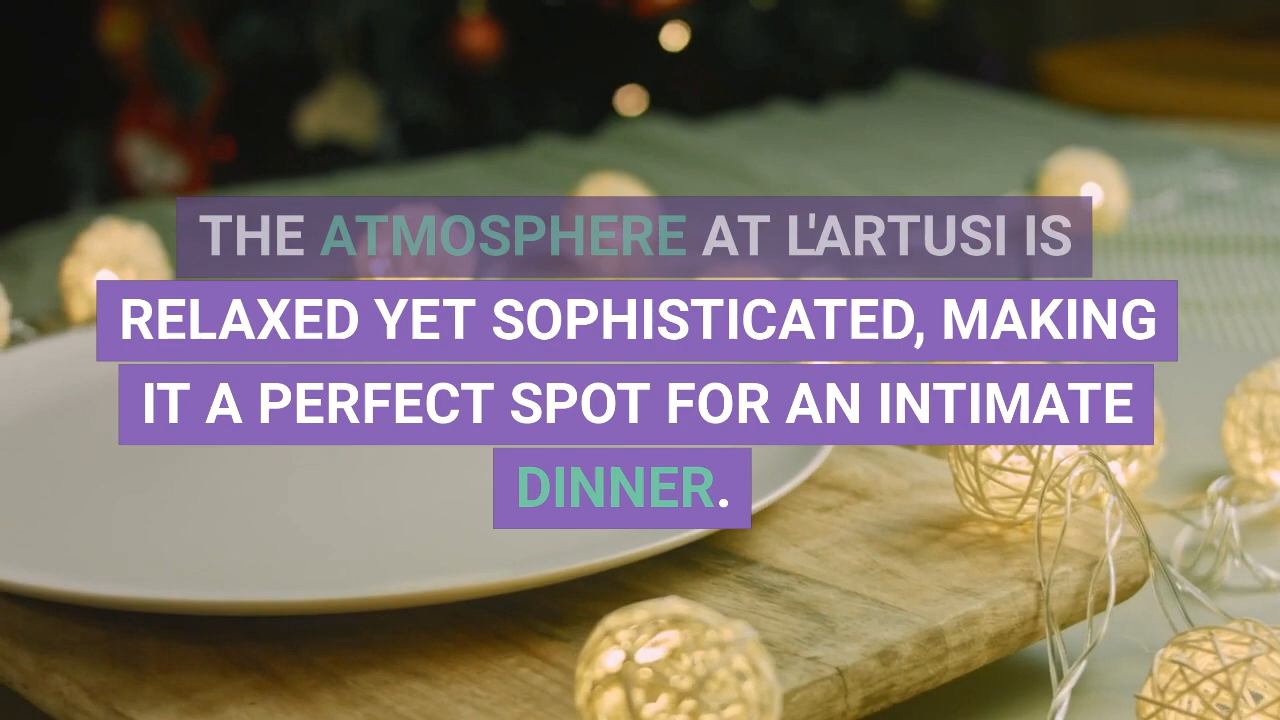 THE ATMOSPHERE AT L'ARTUSI IS
RELAXED YET SOPHISTICATED, MAKING
IT A PERFECT SPOT FOR AN INTIMATE
DINNER.